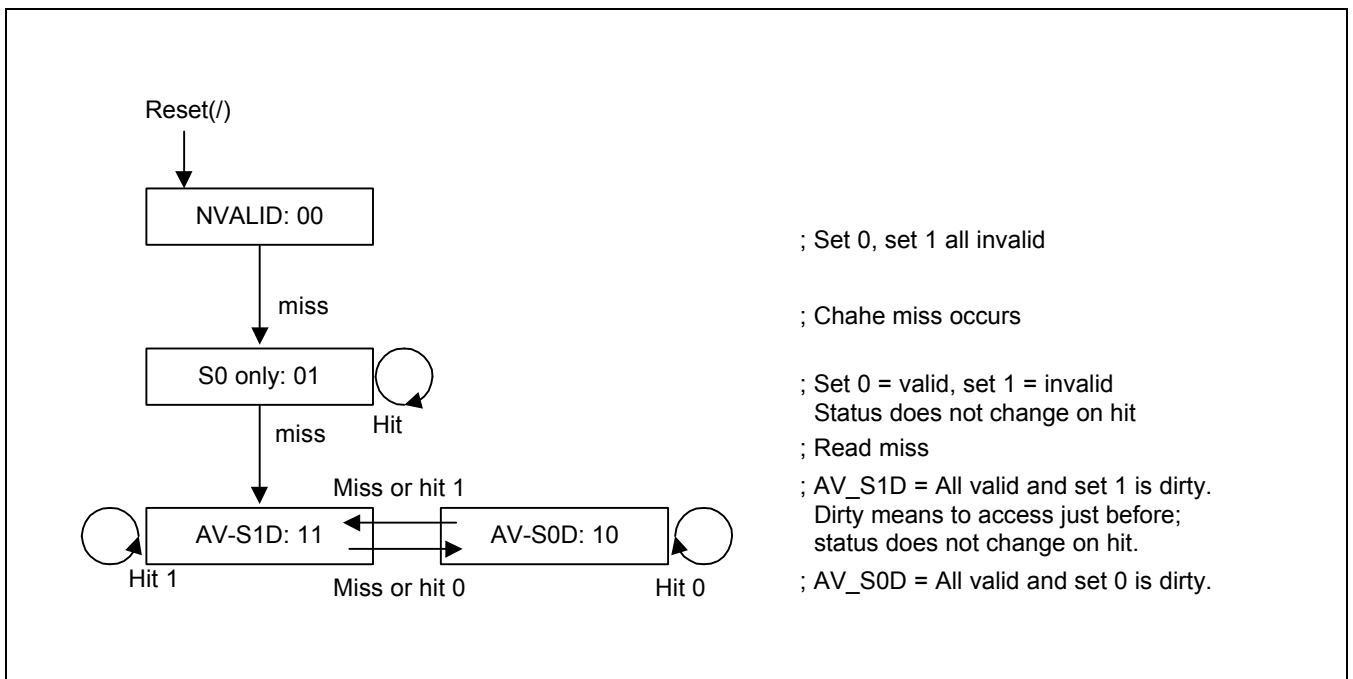 Reset(/)
NVALID: 00
; Set 0, set 1 all invalid
miss
; Chahe miss occurs
S0 only: 01
; Set 0 = valid, set 1 = invalid
Status does not change on hit
Hit
miss
; Read miss
Miss or hit 1
; AV_S1D = All valid and set 1 is dirty.
Dirty means to access just before;
status does not change on hit.
AV-S1D: 11
AV-S0D: 10
Hit 1
Miss or hit 0
Hit 0
; AV_S0D = All valid and set 0 is dirty.